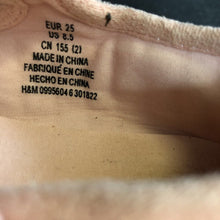 EUR 25
US 8.5
CN 155 (2)
MADE IN CHINA
FABRIQUÉ EN CHINE
HECHO EN CHINA
H&M 0995604 6 301822